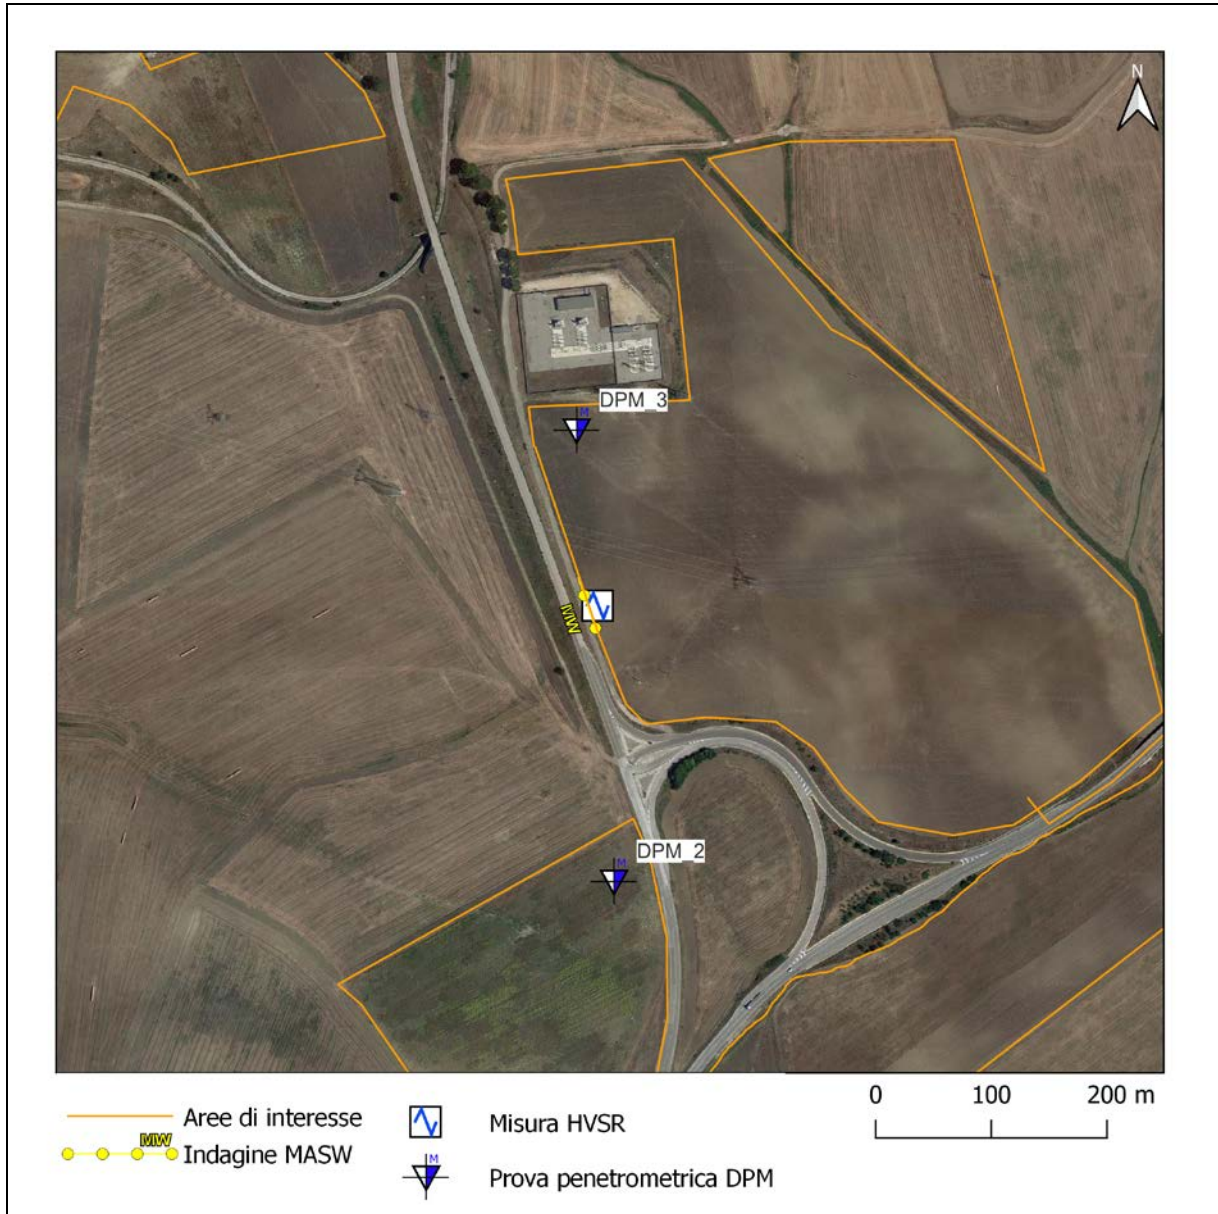 N
DPM_3
M
MW
DPM_2
M
Aree di interesse
MW
Indagine MASW
Misura HVSR
M
Prova penetrometrica DPM
0 100 200 m